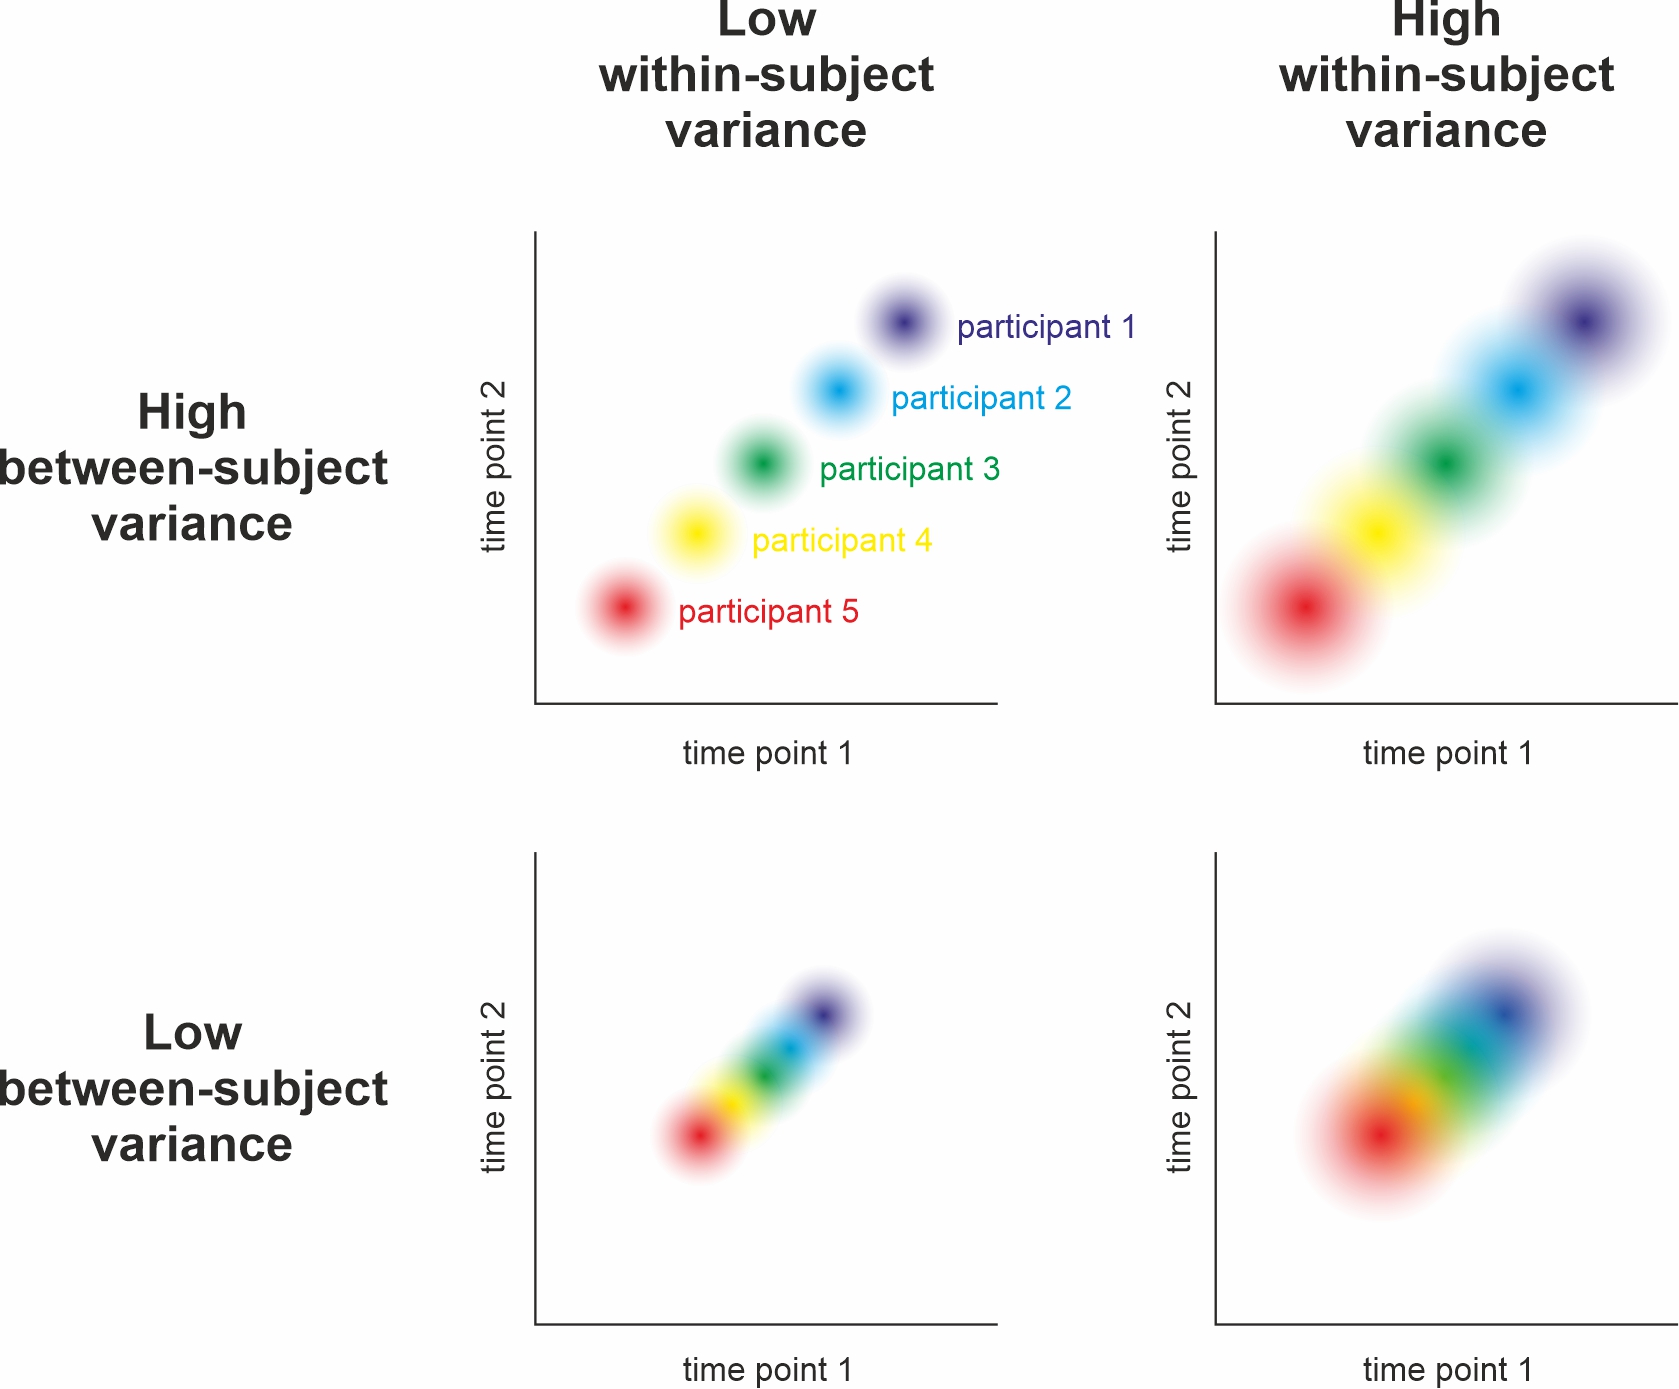 Low
within-subject
variance
High
within-subject
variance
High
between-subject
variance
time point 2
participant 1
participant 2
participant 3
participant 4
participant 5
time point 1
time point 2
time point 1
Low
between-subject
variance
time point 2
time point 1
time point 2
time point 1